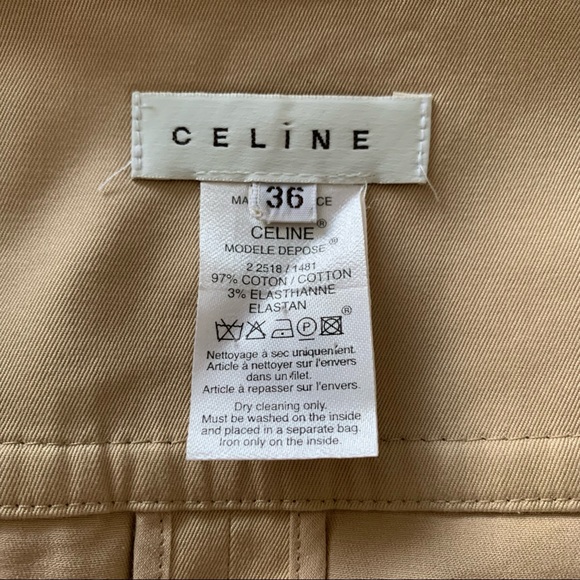 CELINE
36
MA CE
CELINE®
MODELE DEPOSE®
2 2518 / 1481
97% COTON / COTTON
3% ELASTHANNE
ELASTAN
®
Nettoyage à sec uniquement.
Article à nettoyer sur l'envers
dans un filet.
Article à repasser sur l'envers.
Dry cleaning only.
Must be washed on the inside
and placed in a separate bag.
Iron only on the inside.